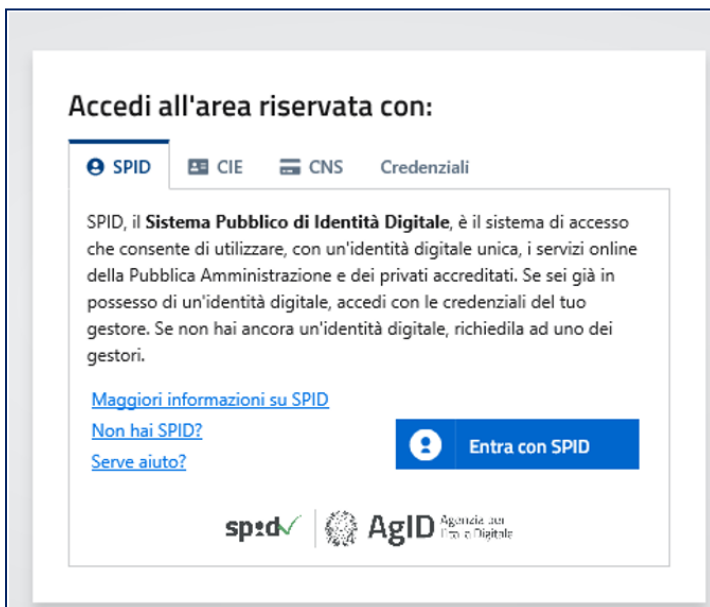 Accedi all'area riservata con:
SPID CIE CNS Credenziali
SPID, il Sistema Pubblico di Identità Digitale, è il sistema di accesso
che consente di utilizzare, con un'identità digitale unica, i servizi online
della Pubblica Amministrazione e dei privati accreditati. Se sei già in
possesso di un'identità digitale, accedi con le credenziali del tuo
gestore. Se non hai ancora un'identità digitale, richiedila ad uno dei
gestori.
Maggiori informazioni su SPID
Non hai SPID?
Entra con SPID
Serve aiuto?
spid AgID Agenzia per
Digitale